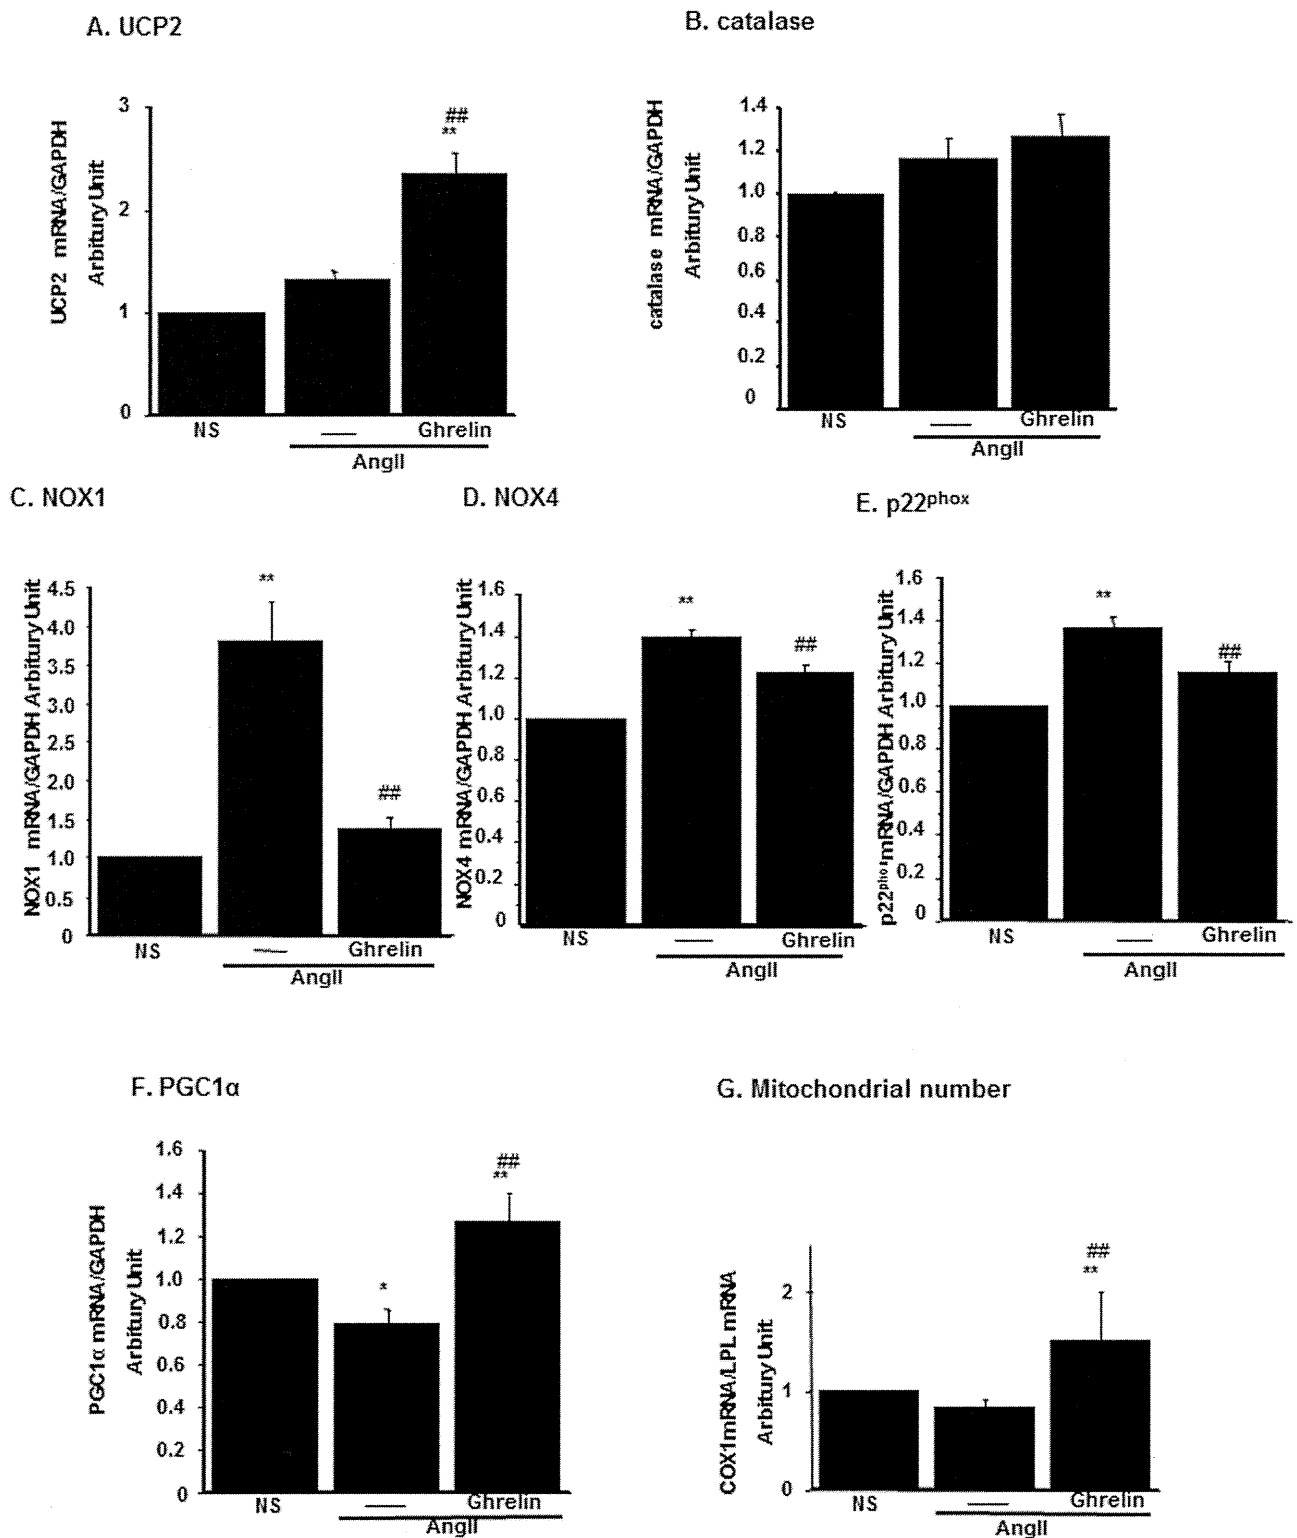 A. UCP2
B. catalase
UCP2 mRNA/GAPDH
Arbitury Unit
3
2
1
0
##
**
NS
—
Ghrelin
AngII
catalase mRNA/GAPDH
Arbitury Unit
1.4
1.2
1.0
0.8
0.6
0.4
0.2
0
NS
—
Ghrelin
AngII
C. NOX1
D. NOX4
E. p22phox
NOX1 mRNA/GAPDH Arbitury Unit
4.5
4.0
3.5
3.0
2.5
2.0
1.5
1.0
0.5
0
**
##
NS
—
Ghrelin
AngII
NOX4 mRNA/GAPDH Arbitury Unit
1.6
1.4
1.2
1.0
0.8
0.6
0.4
0.2
0
**
##
NS
—
Ghrelin
AngII
p22phox mRNA/GAPDH Arbitury Unit
1.6
1.4
1.2
1.0
0.8
0.6
0.4
0.2
0
**
##
NS
—
Ghrelin
AngII
F. PGC1α
G. Mitochondrial number
PGC1α mRNA/GAPDH
Arbitury Unit
1.6
1.4
1.2
1.0
0.8
0.6
0.4
0.2
0
*
##
**
NS
—
Ghrelin
AngII
COX1mRNA/LPL mRNA
Arbitury Unit
2
1
0
##
**
NS
—
Ghrelin
AngII